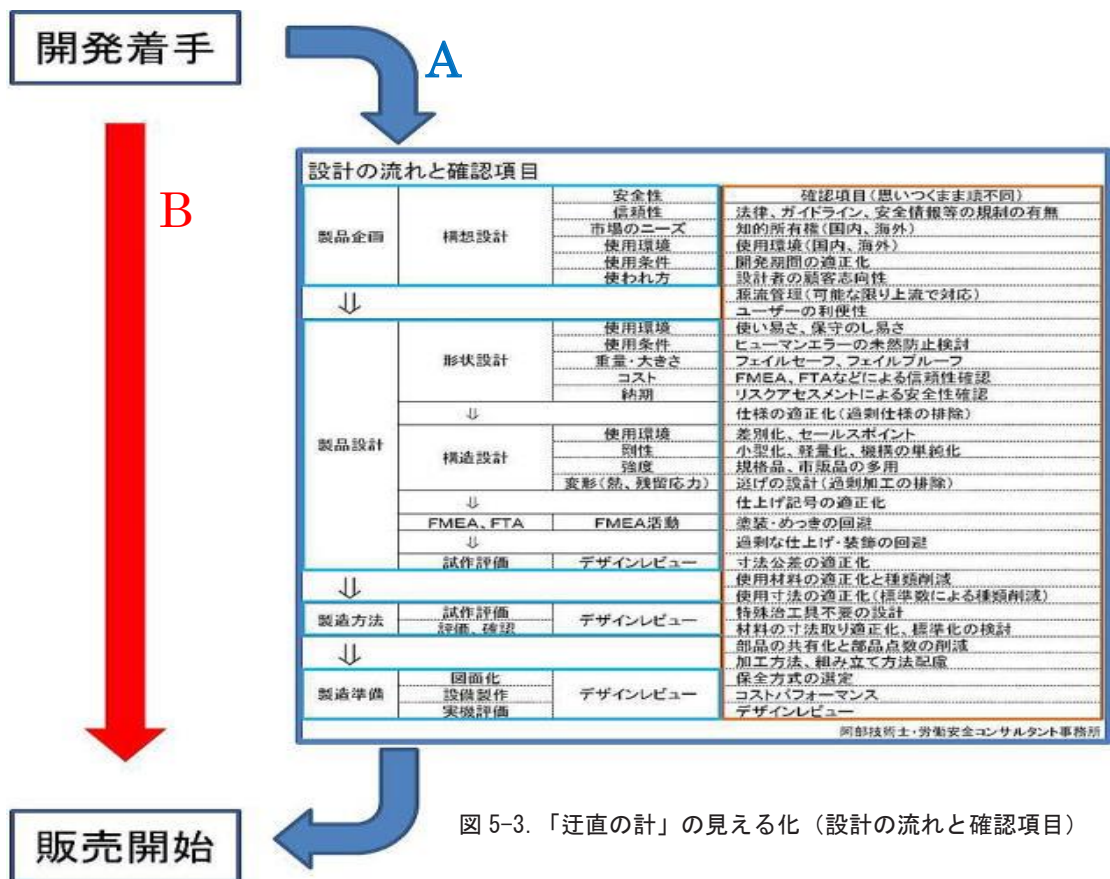 開発着手
A
B
設計の流れと確認項目
製品企画 構想設計 安全性 確認項目(思いつくまま順不同)
信頼性 法律、ガイドライン、安全情報等の規制の有無
市場のニーズ 知的所有権(国内、海外)
使用環境 使用環境(国内、海外)
使用条件 開発期間の適正化
使われ方 設計者の顧客志向性
⇓ 源流管理(可能な限り上流で対応)
ユーザーの利便性
製品設計 形状設計 使用環境 使い易さ、保守のし易さ
使用条件 ヒューマンエラーの未然防止検討
重量・大きさ フェイルセーフ、フェイルプルーフ
コスト FMEA、FTAなどによる信頼性確認
納期 リスクアセスメントによる安全性確認
⇓ 仕様の適正化(過剰仕様の排除)
構造設計 使用環境 差別化、セールスポイント
剛性 小型化、軽量化、機構の単純化
強度 規格品、市販品の多用
変形(熱、残留応力) 逃げの設計(過剰加工の排除)
⇓ 仕上げ記号の適正化
FMEA、FTA FMEA活動 塗装・めっきの回避
⇓ 過剰な仕上げ・装飾の回避
試作評価 デザインレビュー 寸法公差の適正化
⇓ 使用材料の適正化と種類削減
使用寸法の適正化(標準数による種類削減)
製造方法 試作評価 デザインレビュー 特殊治工具不要の設計
評価、確認 材料の寸法取り適正化、標準化の検討
⇓ 部品の共有化と部品点数の削減
加工方法、組み立て方法配慮
製造準備 図面化 デザインレビュー 保全方式の選定
設備製作 コストパフォーマンス
実機評価 デザインレビュー
阿部技術士・労働安全コンサルタント事務所
図 5-3.「迂直の計」の見える化（設計の流れと確認項目）
販売開始